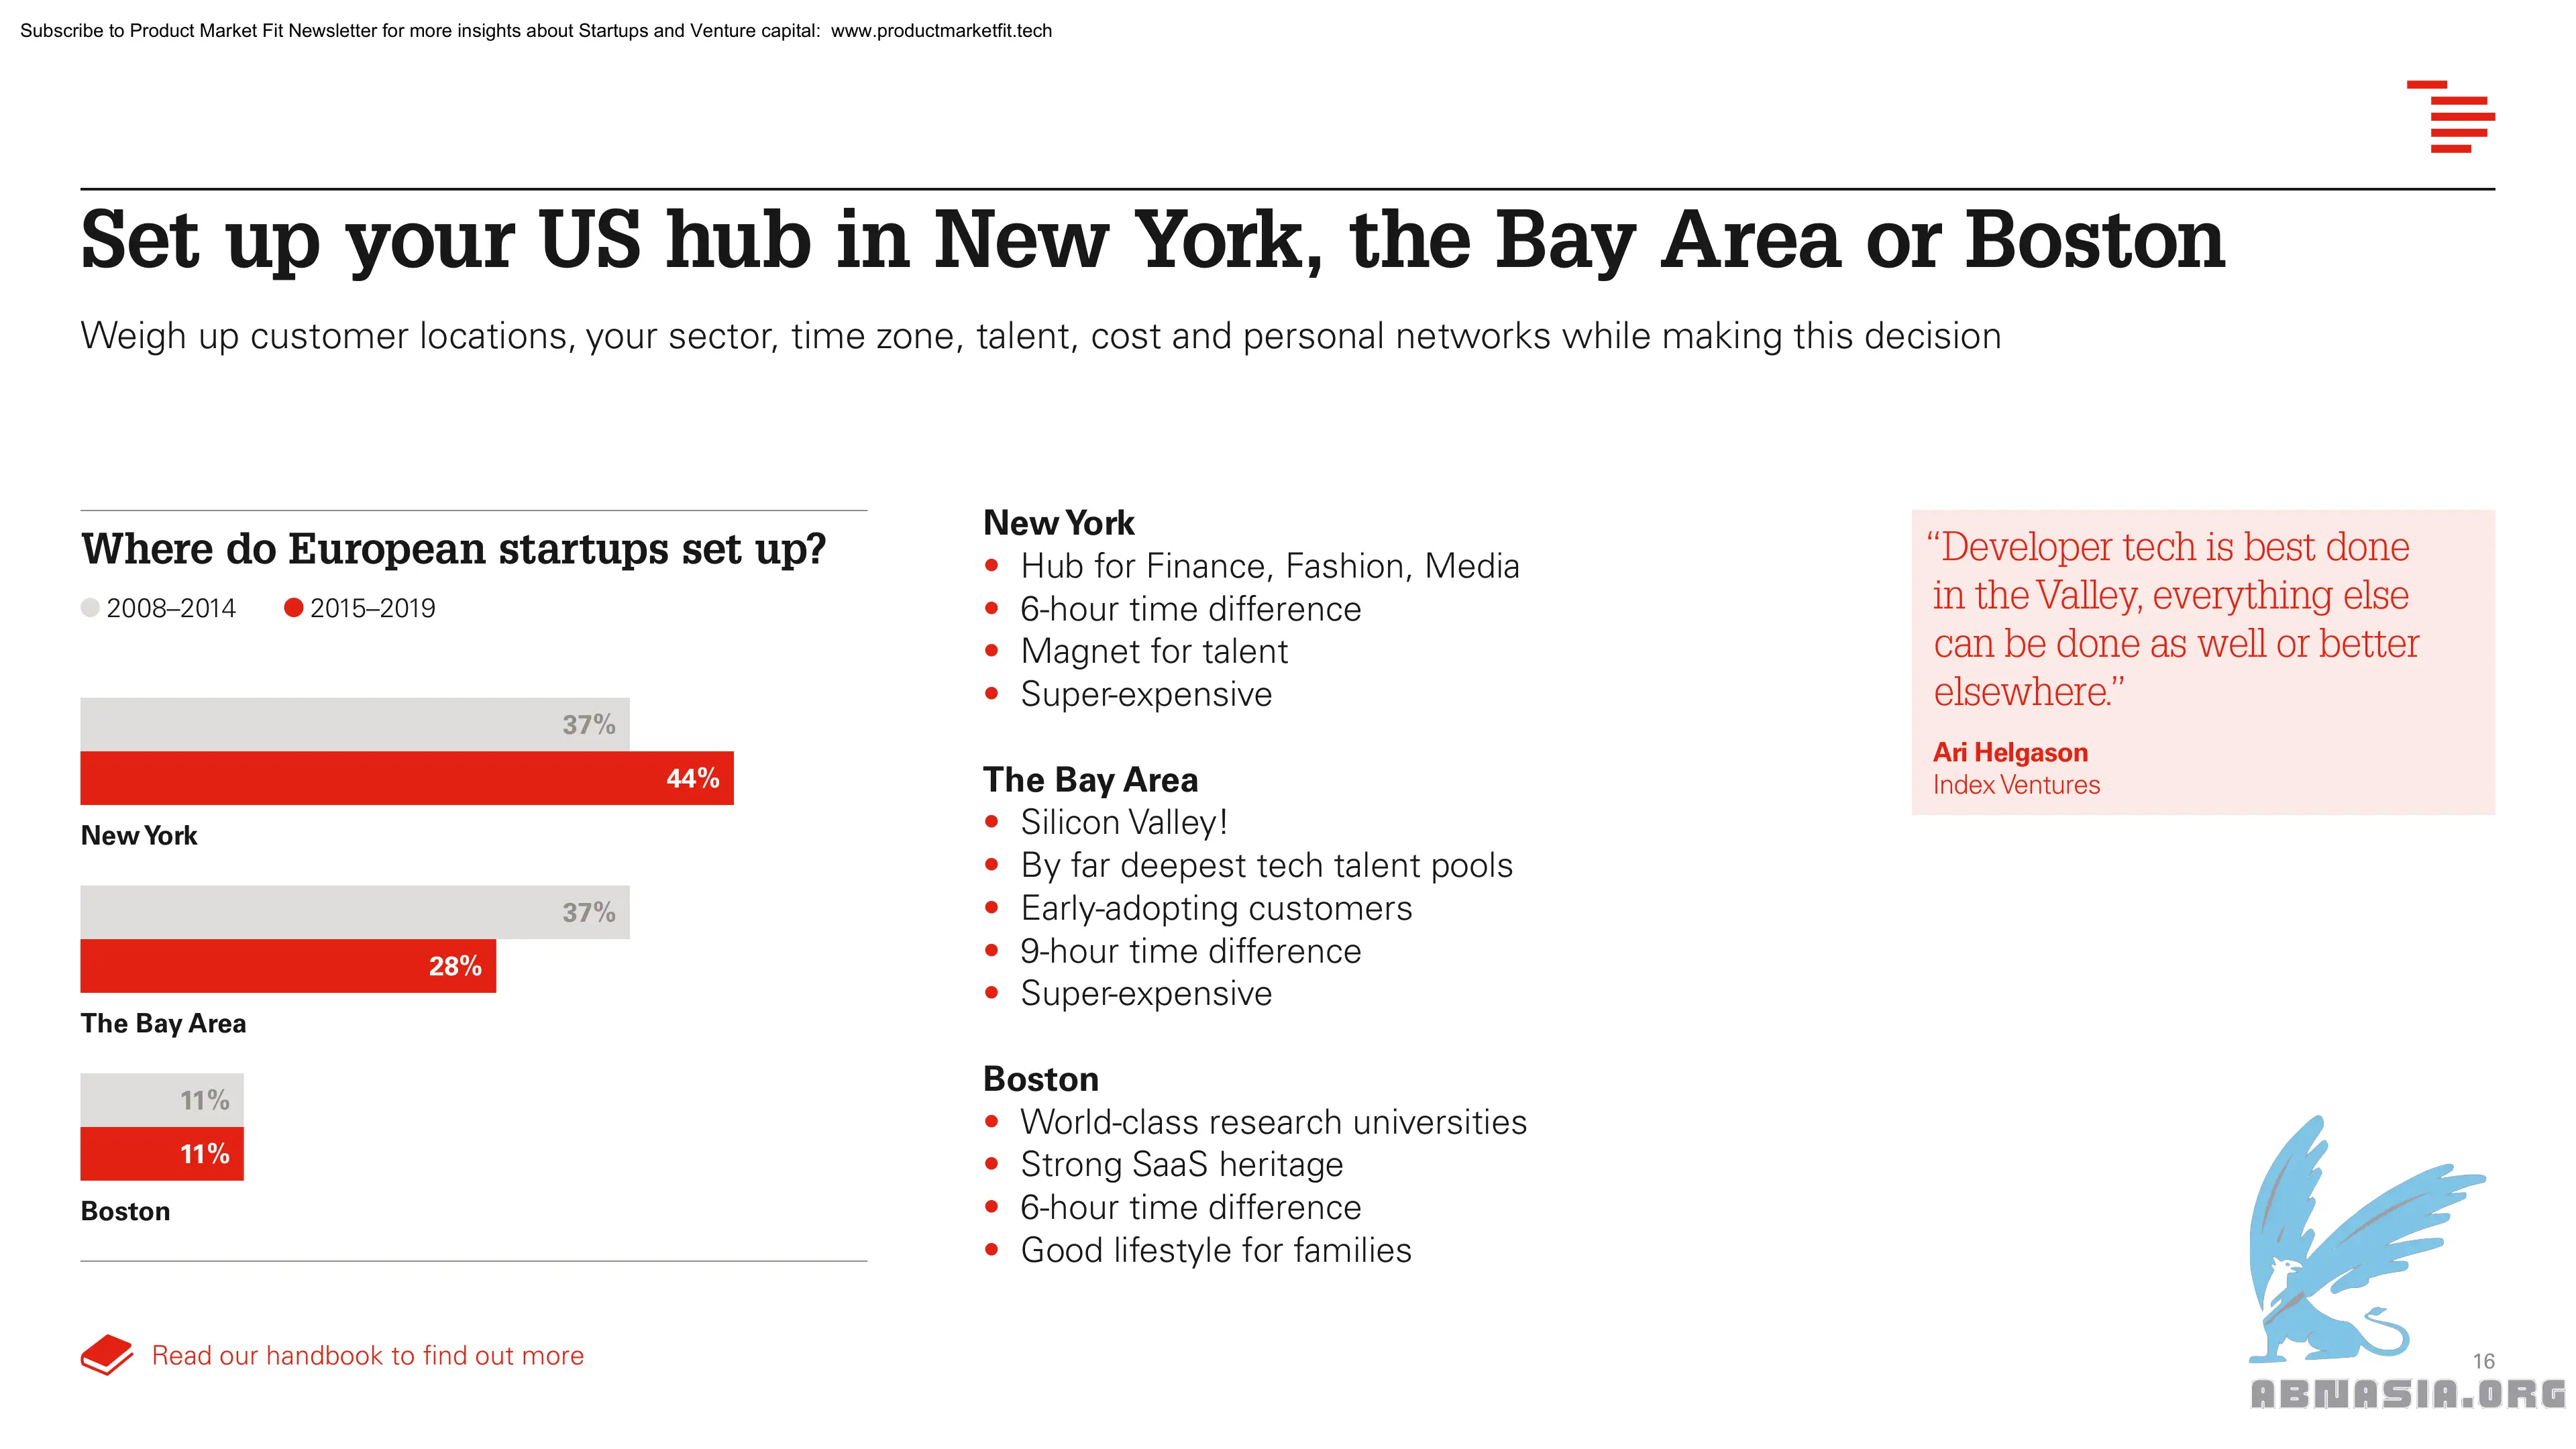 Subscribe to Product Market Fit Newsletter for more insights about Startups and Venture capital: www.productmarketfit.tech
Set up your US hub in New York, the Bay Area or Boston
Weigh up customer locations, your sector, time zone, talent, cost and personal networks while making this decision
Where do European startups set up?
2008–2014 2015–2019
37%
44%
New York
37%
28%
The Bay Area
11%
11%
Boston
Read our handbook to find out more
New York
• Hub for Finance, Fashion, Media
• 6-hour time difference
• Magnet for talent
• Super-expensive
The Bay Area
• Silicon Valley!
• By far deepest tech talent pools
• Early-adopting customers
• 9-hour time difference
• Super-expensive
Boston
• World-class research universities
• Strong SaaS heritage
• 6-hour time difference
• Good lifestyle for families
“Developer tech is best done
in the Valley, everything else
can be done as well or better
elsewhere.”
Ari Helgason
Index Ventures
16
ABNASIA.ORG